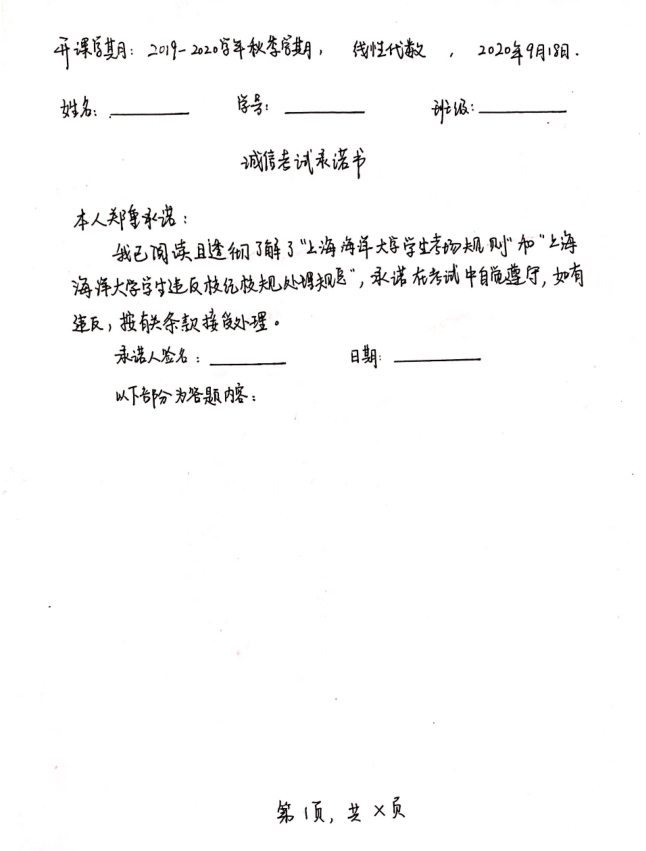 开课学期：2019-2020学年秋季学期，线性代数，2020年9月18日.
姓名：________ 学号：________ 班级：________
诚信考试承诺书
本人郑重承诺：
我已阅读且透彻了解了“上海海洋大学学生考场规则”和“上海
海洋大学学生违反校纪校规处理规定”，承诺在考试中自觉遵守，如有
违反，按有关条款接受处理。
承诺人签名：________ 日期：________
以下部分为答题内容：
第1页，共×页